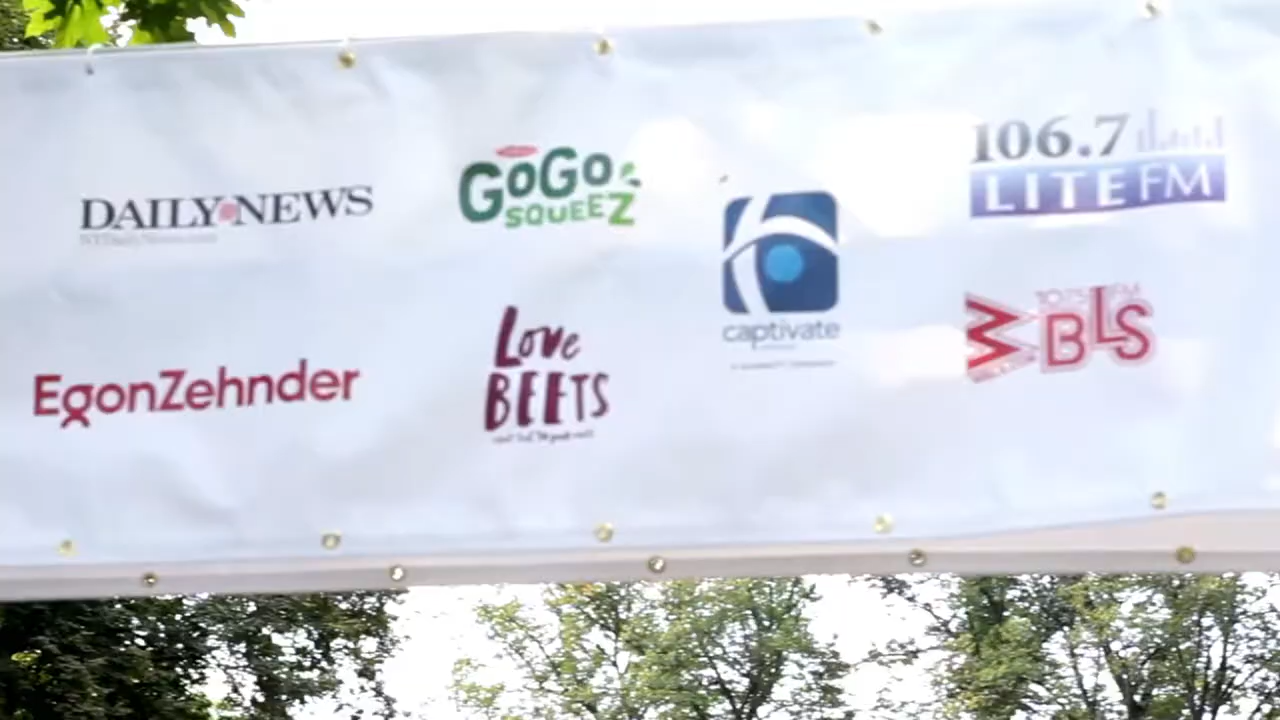 DAILY NEWS
GoGo
SQUEEZ
captivate
106.7
LITE FM
WBLS
EgonZehnder
Love
BEETS